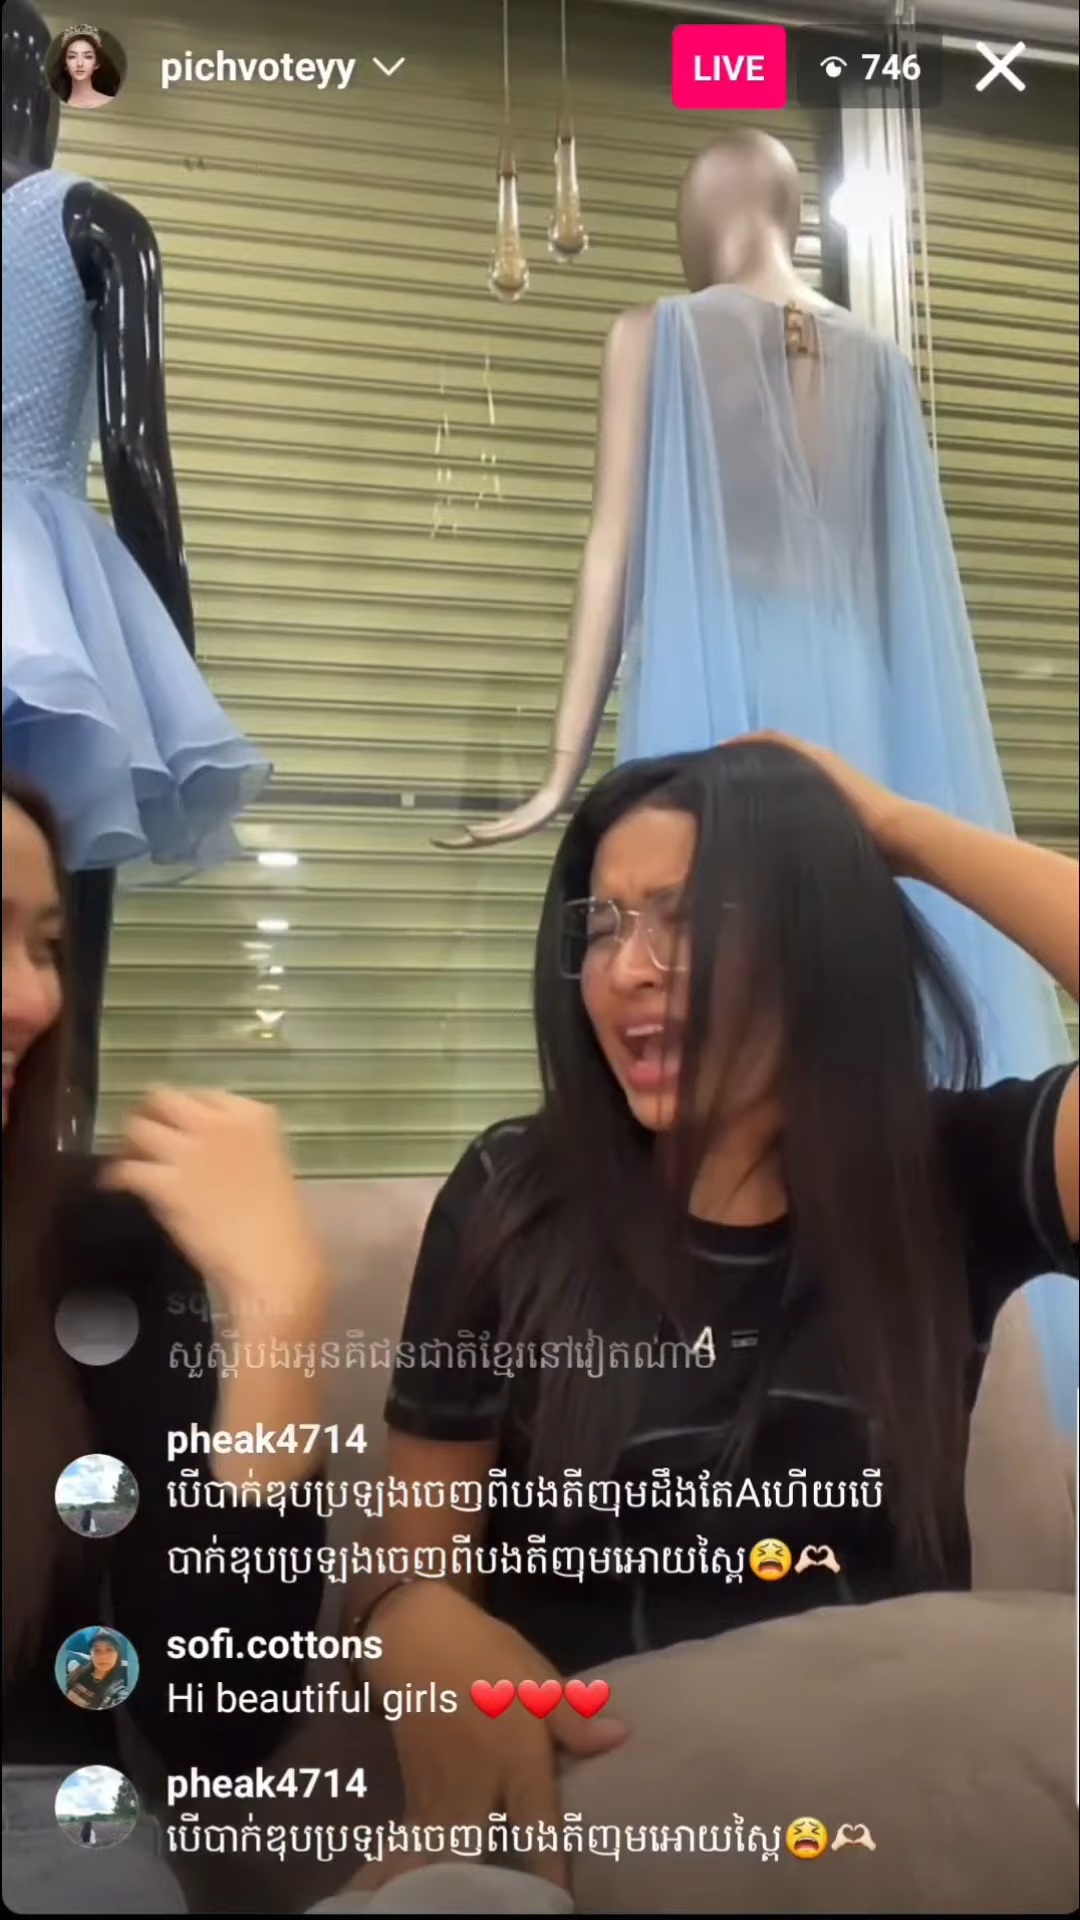 pichvoteyy
LIVE
746
សួស្តីបងអូនគឺជនជាតិខ្មែរនៅវៀតណាម
A
pheak4714
បើបាក់ឌុបប្រឡងចេញពីបងតីញុមដឹងតែAហើយបើ
បាក់ឌុបប្រឡងចេញពីបងតីញុមអោយស្ពៃ😫🫶🏻
sofi.cottons
Hi beautiful girls ❤️❤️❤️
pheak4714
បើបាក់ឌុបប្រឡងចេញពីបងតីញុមអោយស្ពៃ😫🫶🏻